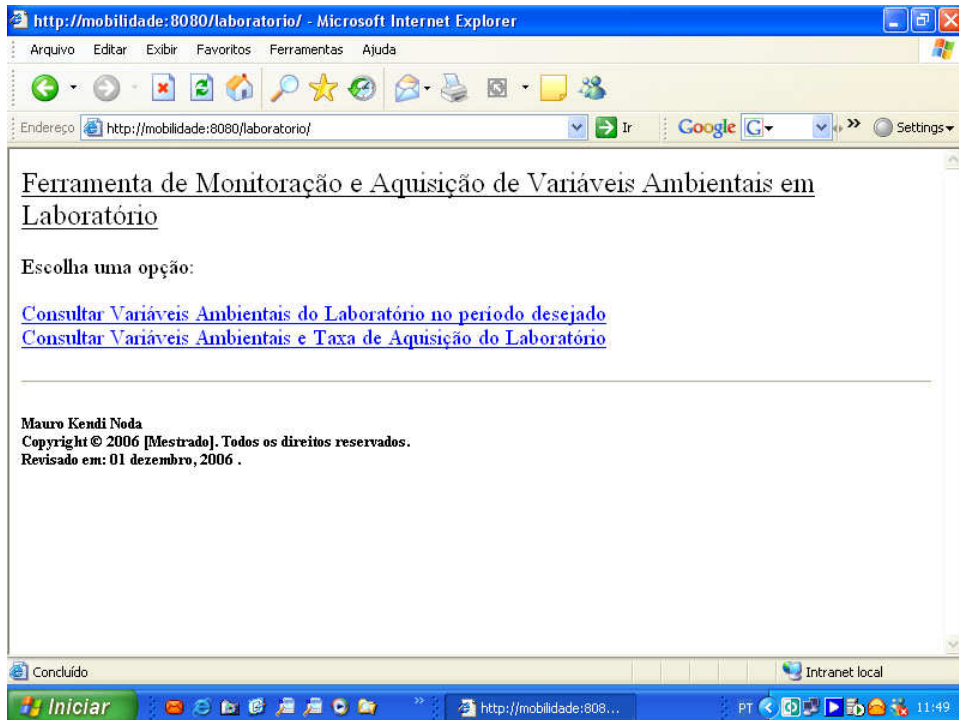 http://mobilidade:8080/laboratorio/ - Microsoft Internet Explorer
Arquivo Editar Exibir Favoritos Ferramentas Ajuda
Endereço http://mobilidade:8080/laboratorio/ Ir Google G Settings
Ferramenta de Monitoração e Aquisição de Variáveis Ambientais em
Laboratório
Escolha uma opção:
Consultar Variáveis Ambientais do Laboratório no período desejado
Consultar Variáveis Ambientais e Taxa de Aquisição do Laboratório
Mauro Kendi Noda
Copyright © 2006 [Mestrado]. Todos os direitos reservados.
Revisado em: 01 dezembro, 2006 .
Concluído Intranet local
Iniciar http://mobilidade:808... PT 11:49